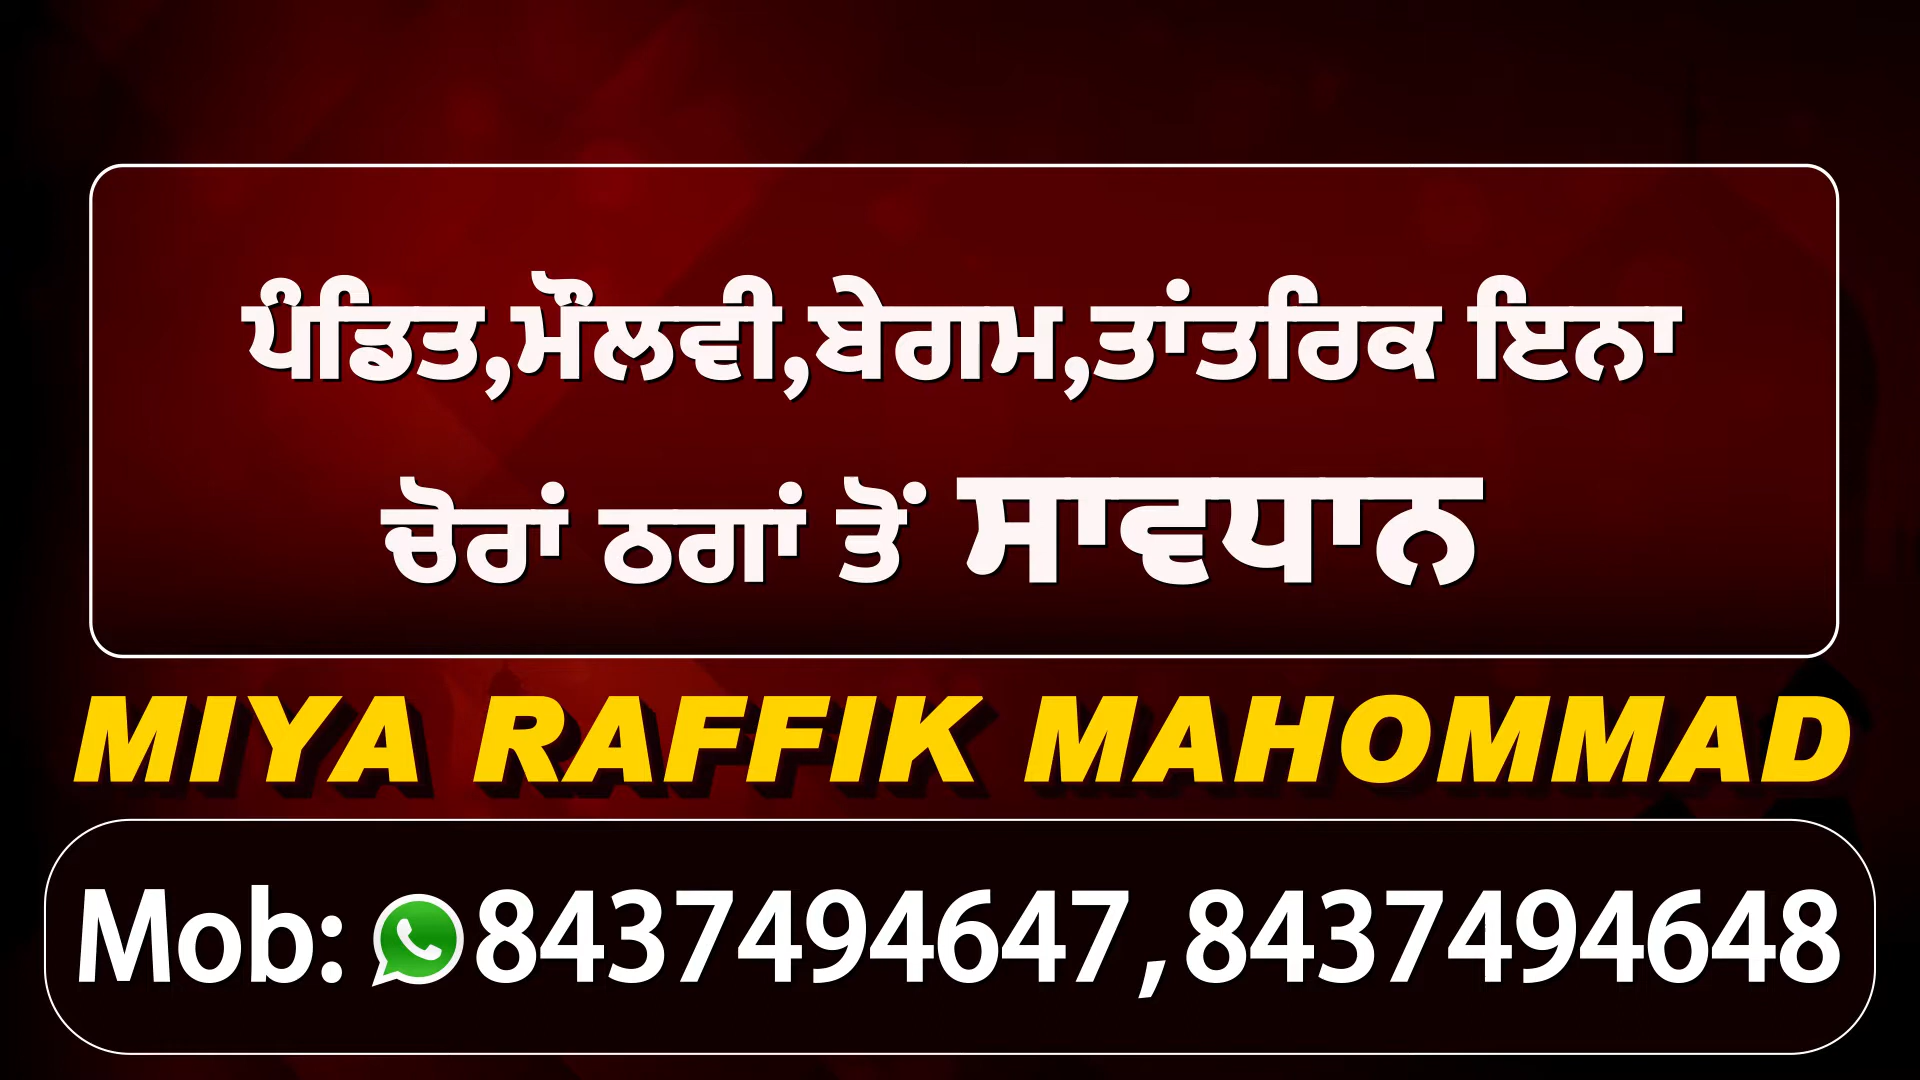 ਪੰਡਿਤ,ਮੌਲਵੀ,ਬੇਗਮ,ਤਾਂਤਰਿਕ ਇਨਾ
ਚੋਰਾਂ ਠਗਾਂ ਤੋਂ ਸਾਵਧਾਨ
MIYA RAFFIK MAHOMMAD
Mob: 8437494647, 8437494648